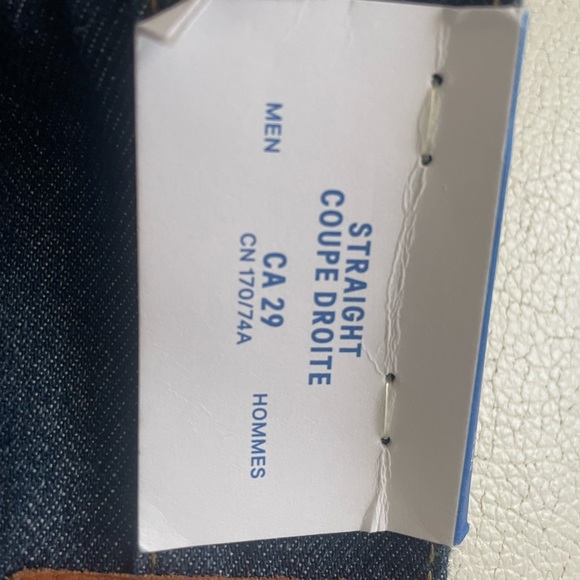 STRAIGHT
COUPE DROITE
MEN
CA 29
HOMMES
CN 170/74A